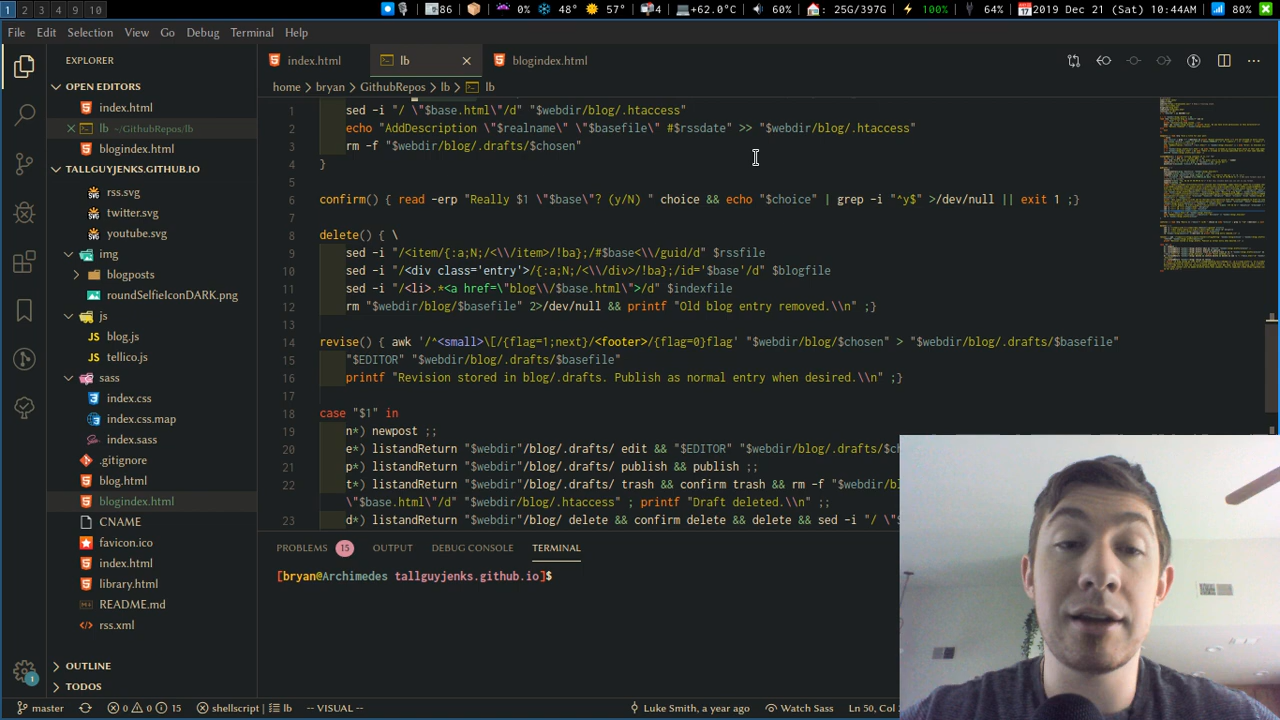 1 2 3 4 9 10 86 0% 48° 57° 4 +62.0°C 60% : 25G/397G 100% 64% 2019 Dec 21 (Sat) 10:44AM 80%
File Edit Selection View Go Debug Terminal Help
EXPLORER
OPEN EDITORS
index.html
lb ~/GithubRepos/lb
blogindex.html
TALLGUYJENKS.GITHUB.IO
rss.svg
twitter.svg
youtube.svg
img
blogposts
roundSelfieIconDARK.png
js
blog.js
tellico.js
sass
index.css
index.css.map
index.sass
.gitignore
blog.html
blogindex.html
CNAME
favicon.ico
index.html
library.html
README.md
rss.xml
OUTLINE
TODOS
index.html lb blogindex.html
home > bryan > GithubRepos > lb > lb
1 sed -i "/ \"$base.html\"/d" "$webdir/blog/.htaccess"
2 echo "AddDescription \"$realname\" \"$basefile\" #$rssdate" >> "$webdir/blog/.htaccess"
3 rm -f "$webdir/blog/.drafts/$chosen"
4 }
5
6 confirm() { read -erp "Really $1 \"$base\"? (y/N) " choice && echo "$choice" | grep -i "^y$" >/dev/null || exit 1 ;}
7
8 delete() { \
9 sed -i "/<item/{:a;N;/<\\/item>/!ba};/#$base<\\/guid/d" $rssfile
10 sed -i "/<div class='entry'>/{:a;N;/<\\/div>/!ba};/id='$base'/d" $blogfile
11 sed -i "/<li>.*<a href=\"blog\\/$base.html\">/d" $indexfile
12 rm "$webdir/blog/$basefile" 2>/dev/null && printf "Old blog entry removed.\\n" ;}
13
14 revise() { awk '/^<small>\[/{flag=1;next}/<footer>/{flag=0}flag' "$webdir/blog/$chosen" > "$webdir/blog/.drafts/$basefile"
15 "$EDITOR" "$webdir/blog/.drafts/$basefile"
16 printf "Revision stored in blog/.drafts. Publish as normal entry when desired.\\n" ;}
17
18 case "$1" in
19 n*) newpost ;;
20 e*) listandReturn "$webdir"/blog/.drafts/ edit && "$EDITOR" "$webdir/blog/.drafts/$ch
21 p*) listandReturn "$webdir"/blog/.drafts/ publish && publish ;;
22 t*) listandReturn "$webdir"/blog/.drafts/ trash && confirm trash && rm -f "$webdir/bl
\"$base.html\"/d" "$webdir/blog/.htaccess" ; printf "Draft deleted.\\n" ;;
23 d*) listandReturn "$webdir"/blog/ delete && confirm delete && delete && sed -i "/ \"$
PROBLEMS 15 OUTPUT DEBUG CONSOLE TERMINAL
[bryan@Archimedes tallguyjenks.github.io]$
1
master 0 0 15 shellscript lb -- VISUAL -- Luke Smith, a year ago Watch Sass Ln 50, Col